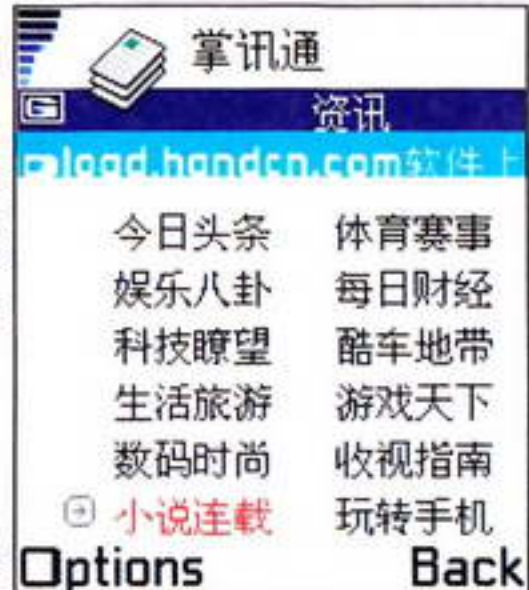 掌讯通
资讯
load.handcn.com软件上
今日头条 体育赛事
娱乐八卦 每日财经
科技瞭望 酷车地带
生活旅游 游戏天下
数码时尚 收视指南
小说连载 玩转手机
Options Back